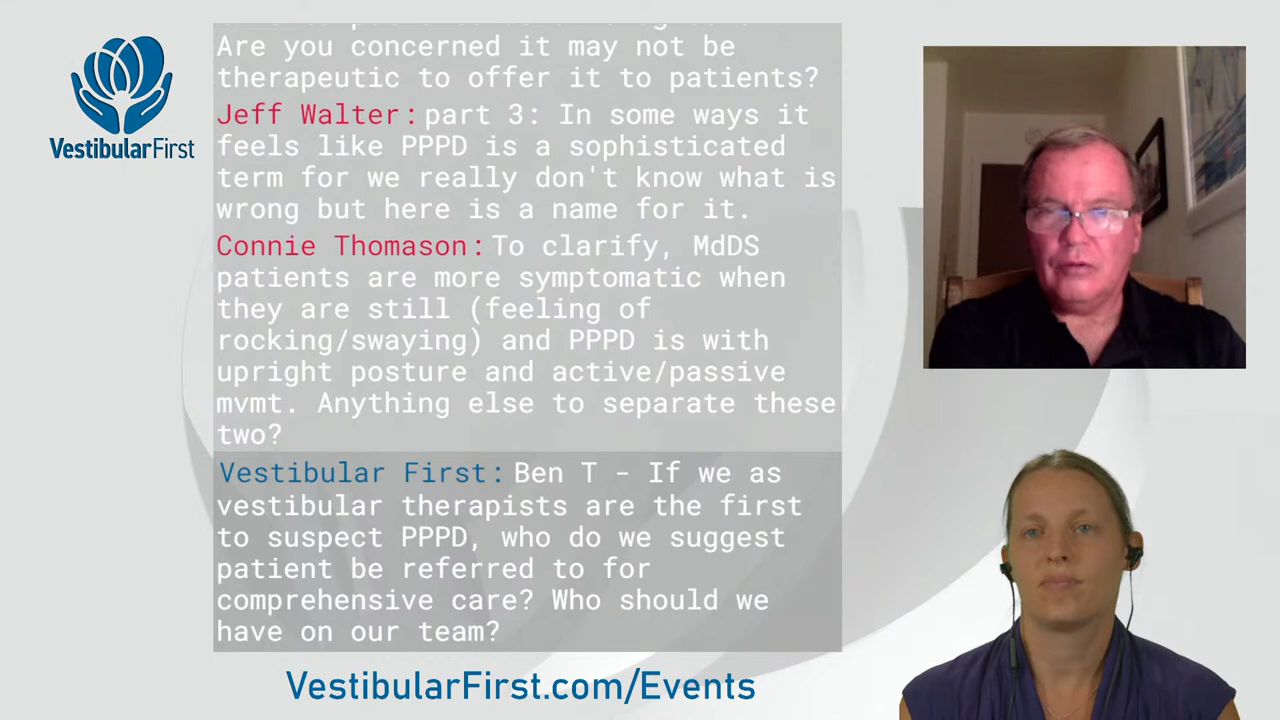 Are you concerned it may not be
therapeutic to offer it to patients?
Jeff Walter: part 3: In some ways it
feels like PPPD is a sophisticated
term for we really don't know what is
wrong but here is a name for it.
Connie Thomason: To clarify, MdDS
patients are more symptomatic when
they are still (feeling of
rocking/swaying) and PPPD is with
upright posture and active/passive
mvmt. Anything else to separate these
two?
Vestibular First: Ben T - If we as
vestibular therapists are the first
to suspect PPPD, who do we suggest
patient be referred to for
comprehensive care? Who should we
have on our team?
VestibularFirst
VestibularFirst.com/Events